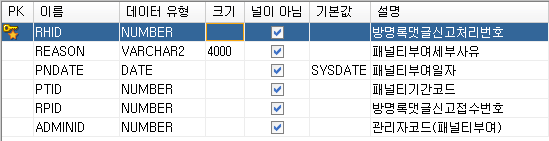 PK 이름 데이터 유형 크기 널이 아님 기본값 설명
RHID NUMBER 방명록댓글신고처리번호
REASON VARCHAR2 4000 패널티부여세부사유
PNDATE DATE SYSDATE 패널티부여일자
PTID NUMBER 패널티기간코드
RPID NUMBER 방명록댓글신고접수번호
ADMINID NUMBER 관리자코드(패널티부여)